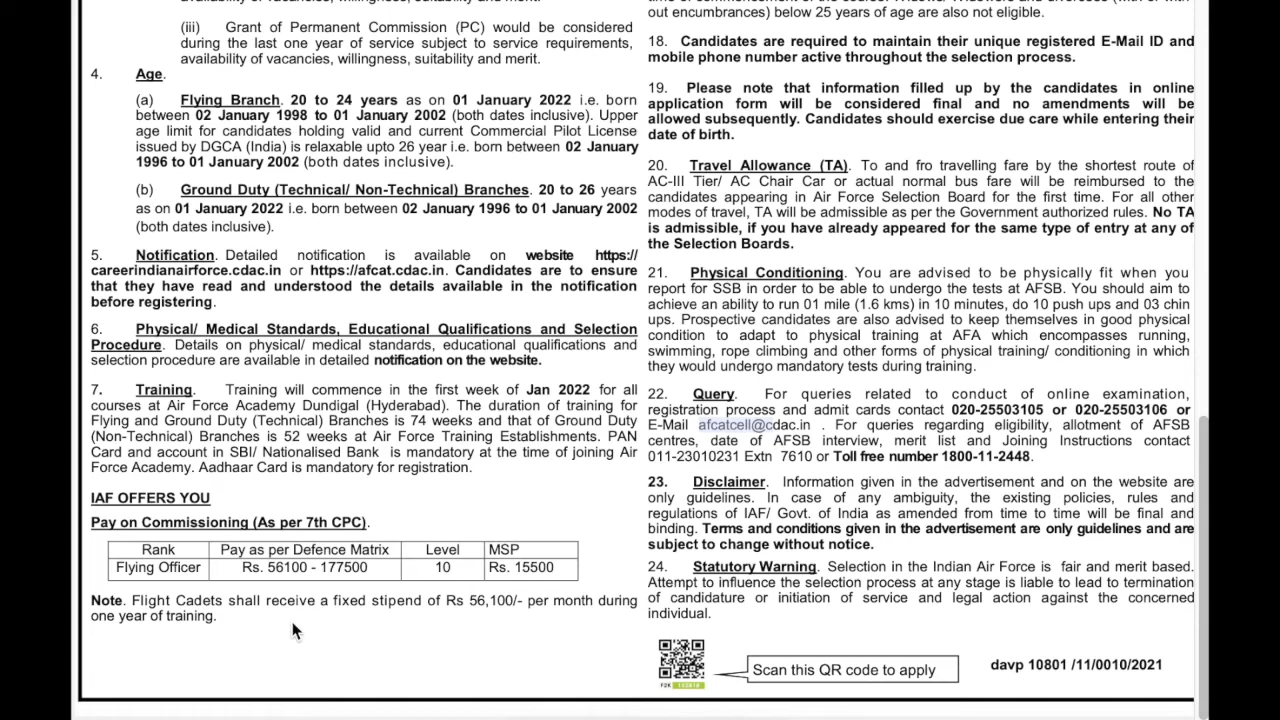 availability of vacancies, willingness, suitability and merit.
(iii) Grant of Permanent Commission (PC) would be considered
during the last one year of service subject to service requirements,
availability of vacancies, willingness, suitability and merit.
4. Age.
(a) Flying Branch. 20 to 24 years as on 01 January 2022 i.e. born
between 02 January 1998 to 01 January 2002 (both dates inclusive). Upper
age limit for candidates holding valid and current Commercial Pilot License
issued by DGCA (India) is relaxable upto 26 year i.e. born between 02 January
1996 to 01 January 2002 (both dates inclusive).
(b) Ground Duty (Technical/ Non-Technical) Branches. 20 to 26 years
as on 01 January 2022 i.e. born between 02 January 1996 to 01 January 2002
(both dates inclusive).
5. Notification. Detailed notification is available on website https://
careerindianairforce.cdac.in or https://afcat.cdac.in. Candidates are to ensure
that they have read and understood the details available in the notification
before registering.
6. Physical/ Medical Standards, Educational Qualifications and Selection
Procedure. Details on physical/ medical standards, educational qualifications and
selection procedure are available in detailed notification on the website.
7. Training. Training will commence in the first week of Jan 2022 for all
courses at Air Force Academy Dundigal (Hyderabad). The duration of training for
Flying and Ground Duty (Technical) Branches is 74 weeks and that of Ground Duty
(Non-Technical) Branches is 52 weeks at Air Force Training Establishments. PAN
Card and account in SBI/ Nationalised Bank is mandatory at the time of joining Air
Force Academy. Aadhaar Card is mandatory for registration.
IAF OFFERS YOU
Pay on Commissioning (As per 7th CPC).
Rank Pay as per Defence Matrix Level MSP
Flying Officer Rs. 56100 - 177500 10 Rs. 15500
Note. Flight Cadets shall receive a fixed stipend of Rs 56,100/- per month during
one year of training.
out encumbrances) below 25 years of age are also not eligible.
18. Candidates are required to maintain their unique registered E-Mail ID and
mobile phone number active throughout the selection process.
19. Please note that information filled up by the candidates in online
application form will be considered final and no amendments will be
allowed subsequently. Candidates should exercise due care while entering their
date of birth.
20. Travel Allowance (TA). To and fro travelling fare by the shortest route of
AC-III Tier/ AC Chair Car or actual normal bus fare will be reimbursed to the
candidates appearing in Air Force Selection Board for the first time. For all other
modes of travel, TA will be admissible as per the Government authorized rules. No TA
is admissible, if you have already appeared for the same type of entry at any of
the Selection Boards.
21. Physical Conditioning. You are advised to be physically fit when you
report for SSB in order to be able to undergo the tests at AFSB. You should aim to
achieve an ability to run 01 mile (1.6 kms) in 10 minutes, do 10 push ups and 03 chin
ups. Prospective candidates are also advised to keep themselves in good physical
condition to adapt to physical training at AFA which encompasses running,
swimming, rope climbing and other forms of physical training/ conditioning in which
they would undergo mandatory tests during training.
22. Query. For queries related to conduct of online examination,
registration process and admit cards contact 020-25503105 or 020-25503106 or
E-Mail afcatcell@cdac.in . For queries regarding eligibility, allotment of AFSB
centres, date of AFSB interview, merit list and Joining Instructions contact
011-23010231 Extn 7610 or Toll free number 1800-11-2448.
23. Disclaimer. Information given in the advertisement and on the website are
only guidelines. In case of any ambiguity, the existing policies, rules and
regulations of IAF/ Govt. of India as amended from time to time will be final and
binding. Terms and conditions given in the advertisement are only guidelines and are
subject to change without notice.
24. Statutory Warning. Selection in the Indian Air Force is fair and merit based.
Attempt to influence the selection process at any stage is liable to lead to termination
of candidature or initiation of service and legal action against the concerned
individual.
Scan this QR code to apply
davp 10801 /11/0010/2021